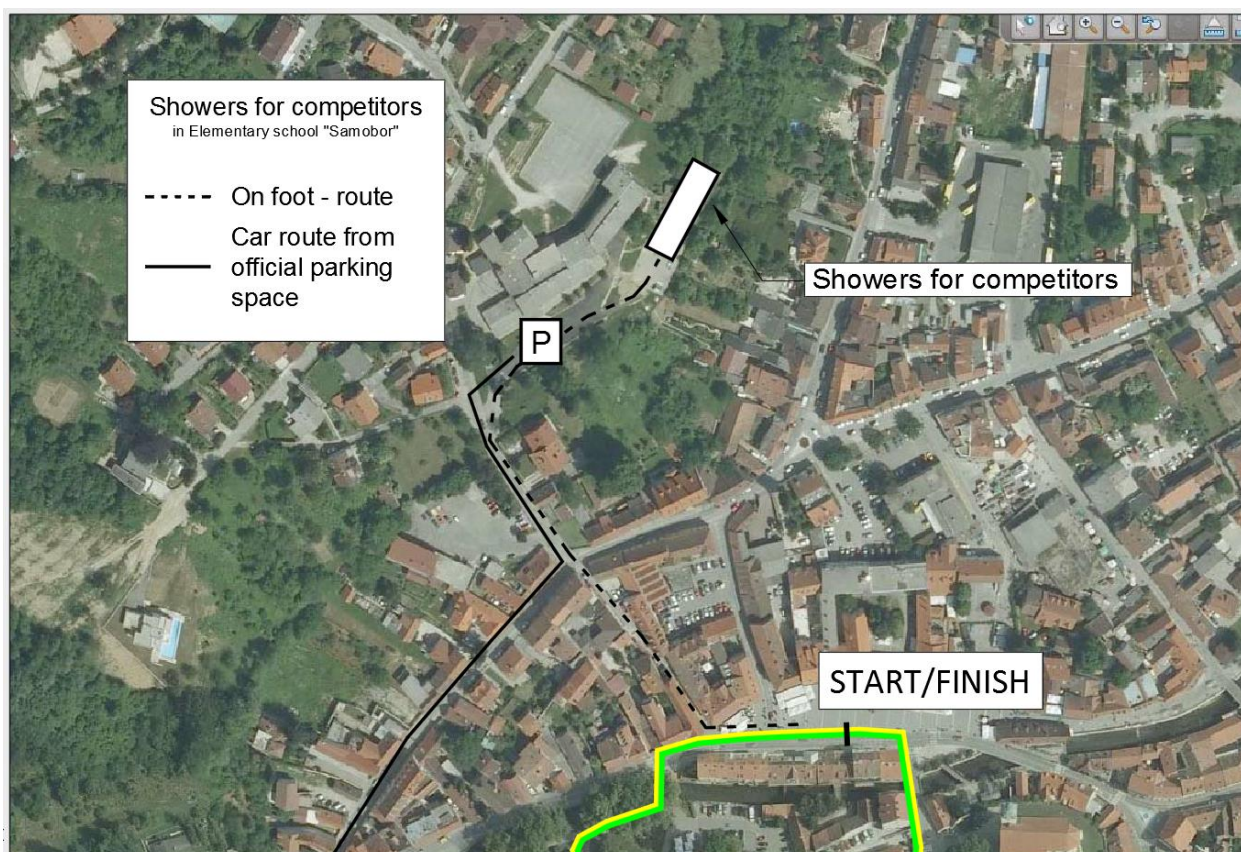 Showers for competitors
in Elementary school "Samobor"
On foot - route
Car route from
official parking
space
Showers for competitors
P
START/FINISH